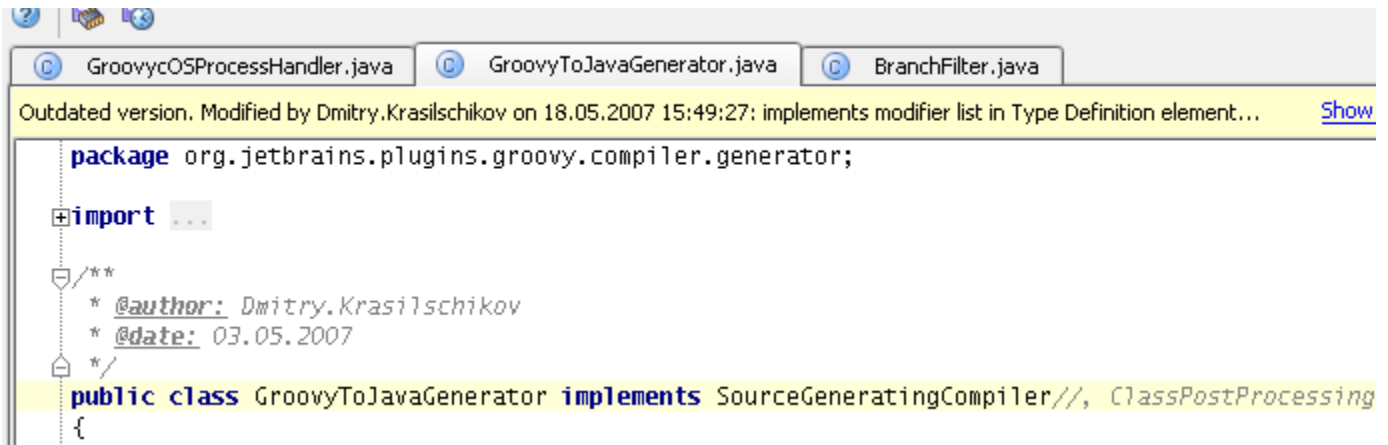 GroovycOSProcessHandler.java GroovyToJavaGenerator.java BranchFilter.java
Outdated version. Modified by Dmitry.Krasilschikov on 18.05.2007 15:49:27: implements modifier list in Type Definition element... Show
package org.jetbrains.plugins.groovy.compiler.generator;
import ...
/**
* @author: Dmitry.Krasilschikov
* @date: 03.05.2007
*/
public class GroovyToJavaGenerator implements SourceGeneratingCompiler//, ClassPostProcessing
{